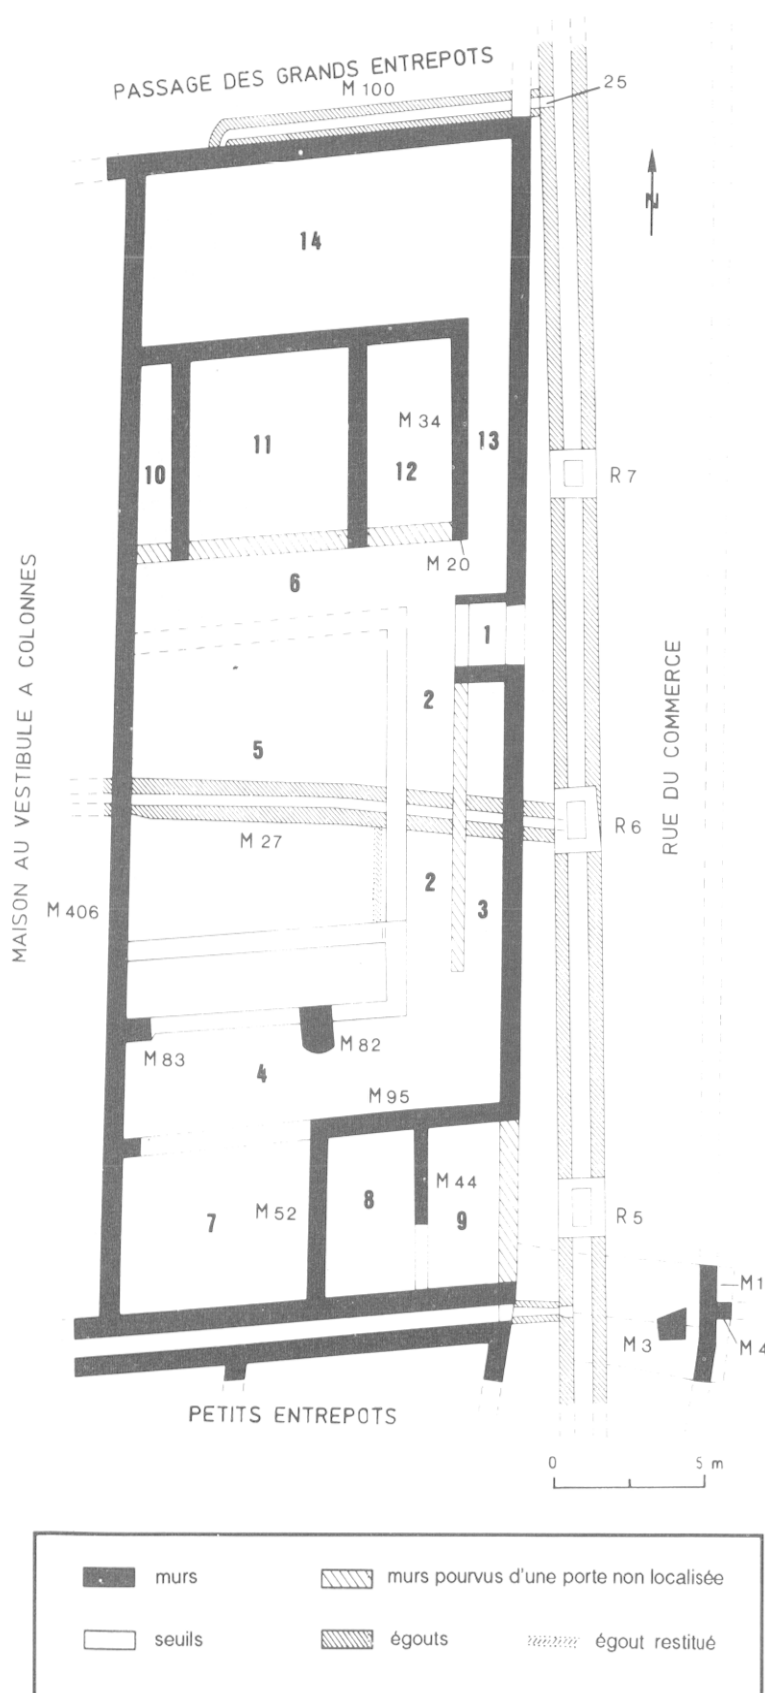 PASSAGE DES GRANDS ENTREPOTS
M 100
25
N
14
M 34
13
11
12
10
R 7
M 20
6
1
MAISON AU VESTIBULE A COLONNES
RUE DU COMMERCE
2
5
R 6
M 27
2
3
M 406
M 83
M 82
4
M 95
M 44
8
M 52
9
7
R 5
M 1
M 3
M 4
PETITS ENTREPOTS
0 5 m
murs
murs pourvus d'une porte non localisée
seuils
égouts
égout restitué